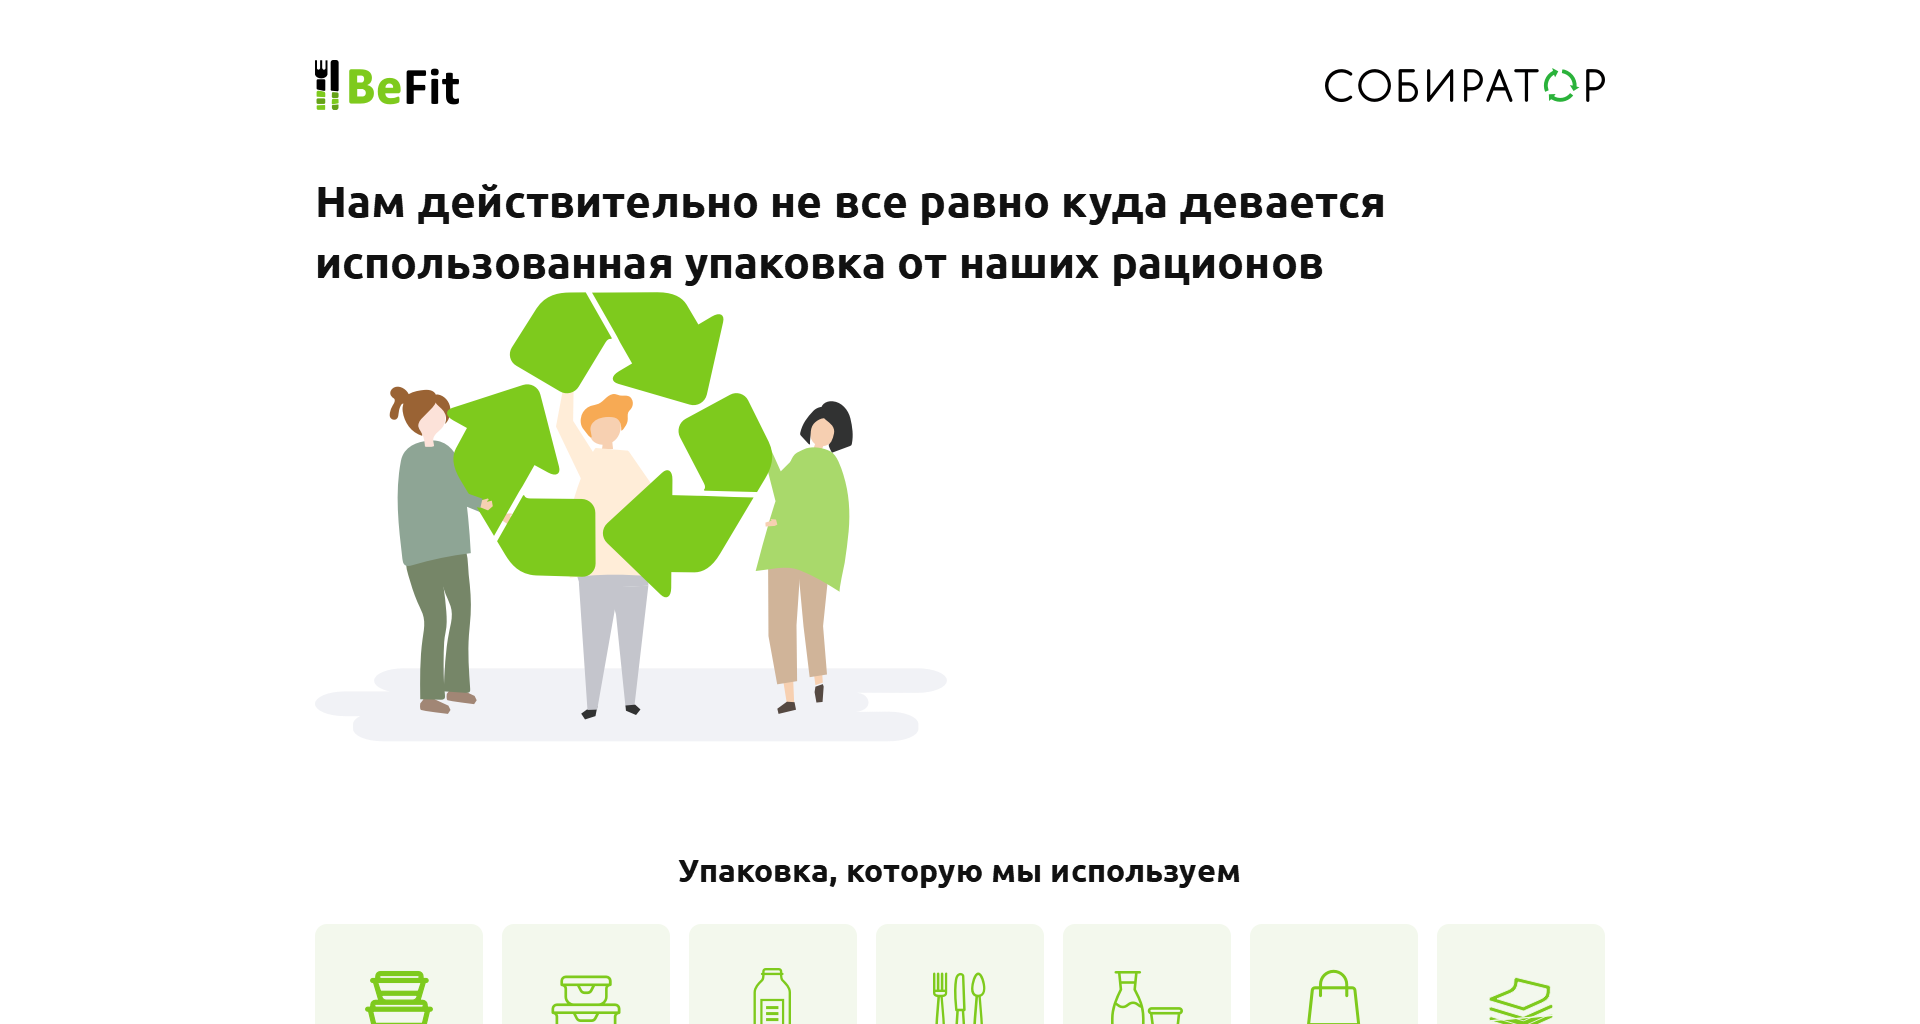 BeFit
СОБИРАТОР
Нам действительно не все равно куда девается
использованная упаковка от наших рационов
Упаковка, которую мы используем